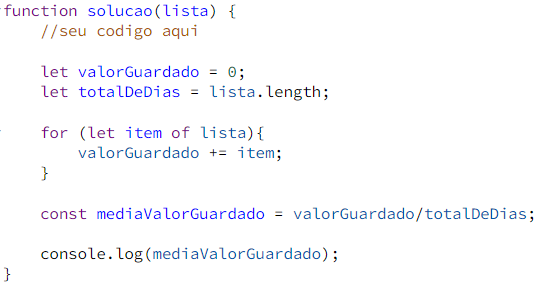 function solucao(lista) {
    //seu codigo aqui

    let valorGuardado = 0;
    let totalDeDias = lista.length;

    for (let item of lista){
        valorGuardado += item;
    }

    const mediaValorGuardado = valorGuardado/totalDeDias;

    console.log(mediaValorGuardado);
}